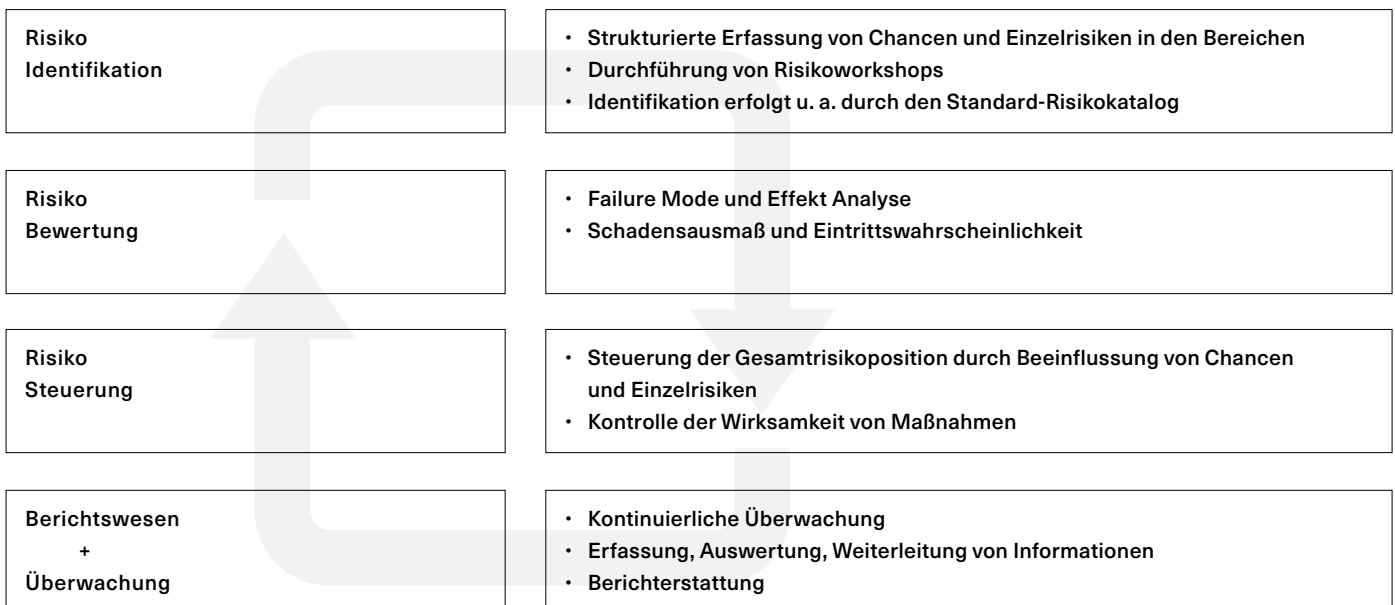 Risiko
Identifikation
• Strukturierte Erfassung von Chancen und Einzelrisiken in den Bereichen
• Durchführung von Risikoworkshops
• Identifikation erfolgt u. a. durch den Standard-Risikokatalog
Risiko
Bewertung
• Failure Mode und Effekt Analyse
• Schadensausmaß und Eintrittswahrscheinlichkeit
Risiko
Steuerung
• Steuerung der Gesamtrisikoposition durch Beeinflussung von Chancen
und Einzelrisiken
• Kontrolle der Wirksamkeit von Maßnahmen
Berichtswesen
+
Überwachung
• Kontinuierliche Überwachung
• Erfassung, Auswertung, Weiterleitung von Informationen
• Berichterstattung